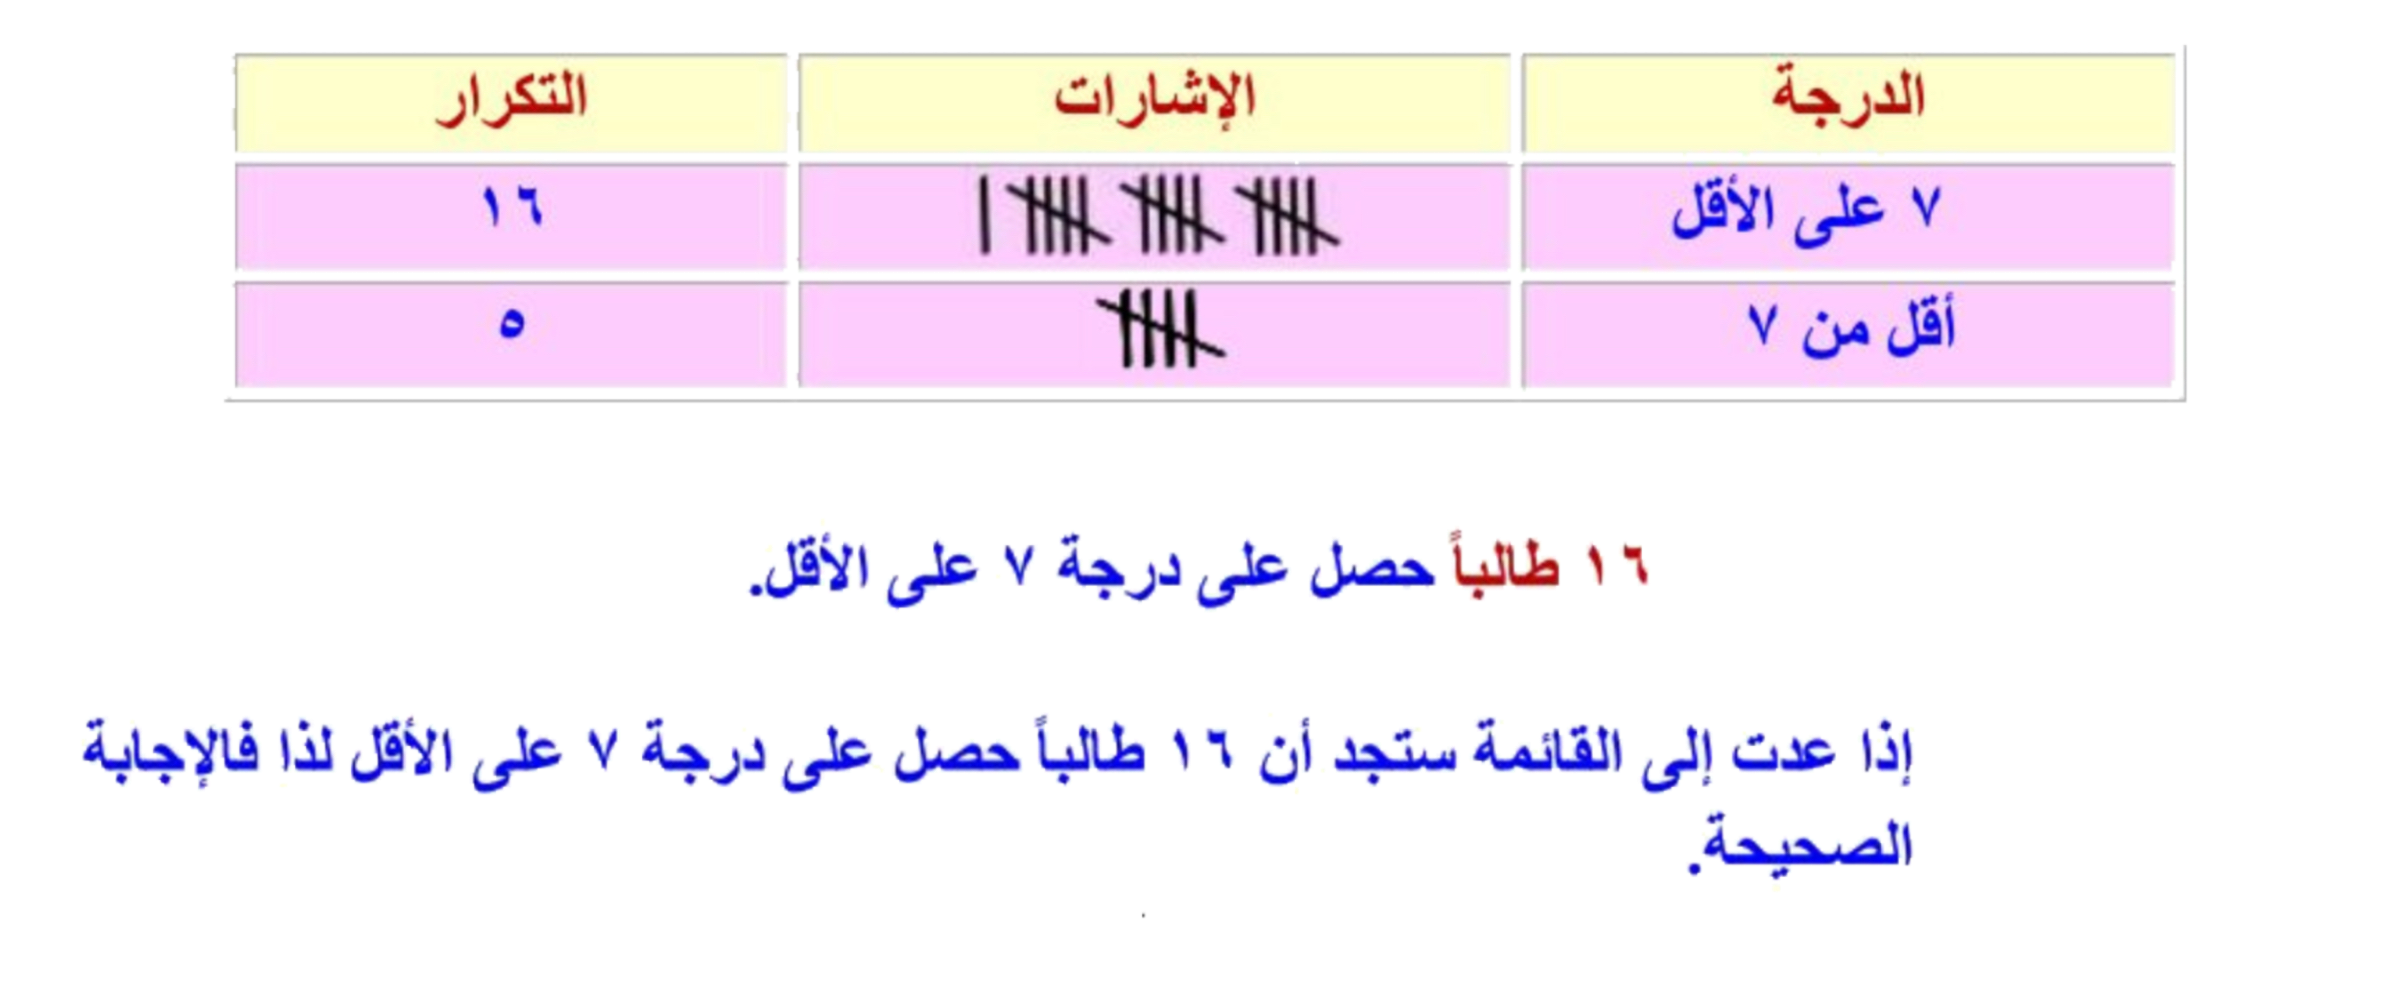 الدرجة الإشارات التكرار
٧ على الأقل ١٦
أقل من ٧ ٥
١٦ طالباً حصل على درجة ٧ على الأقل.
إذا عدت إلى القائمة ستجد أن ١٦ طالباً حصل على درجة ٧ على الأقل لذا فالإجابة
الصحيحة.